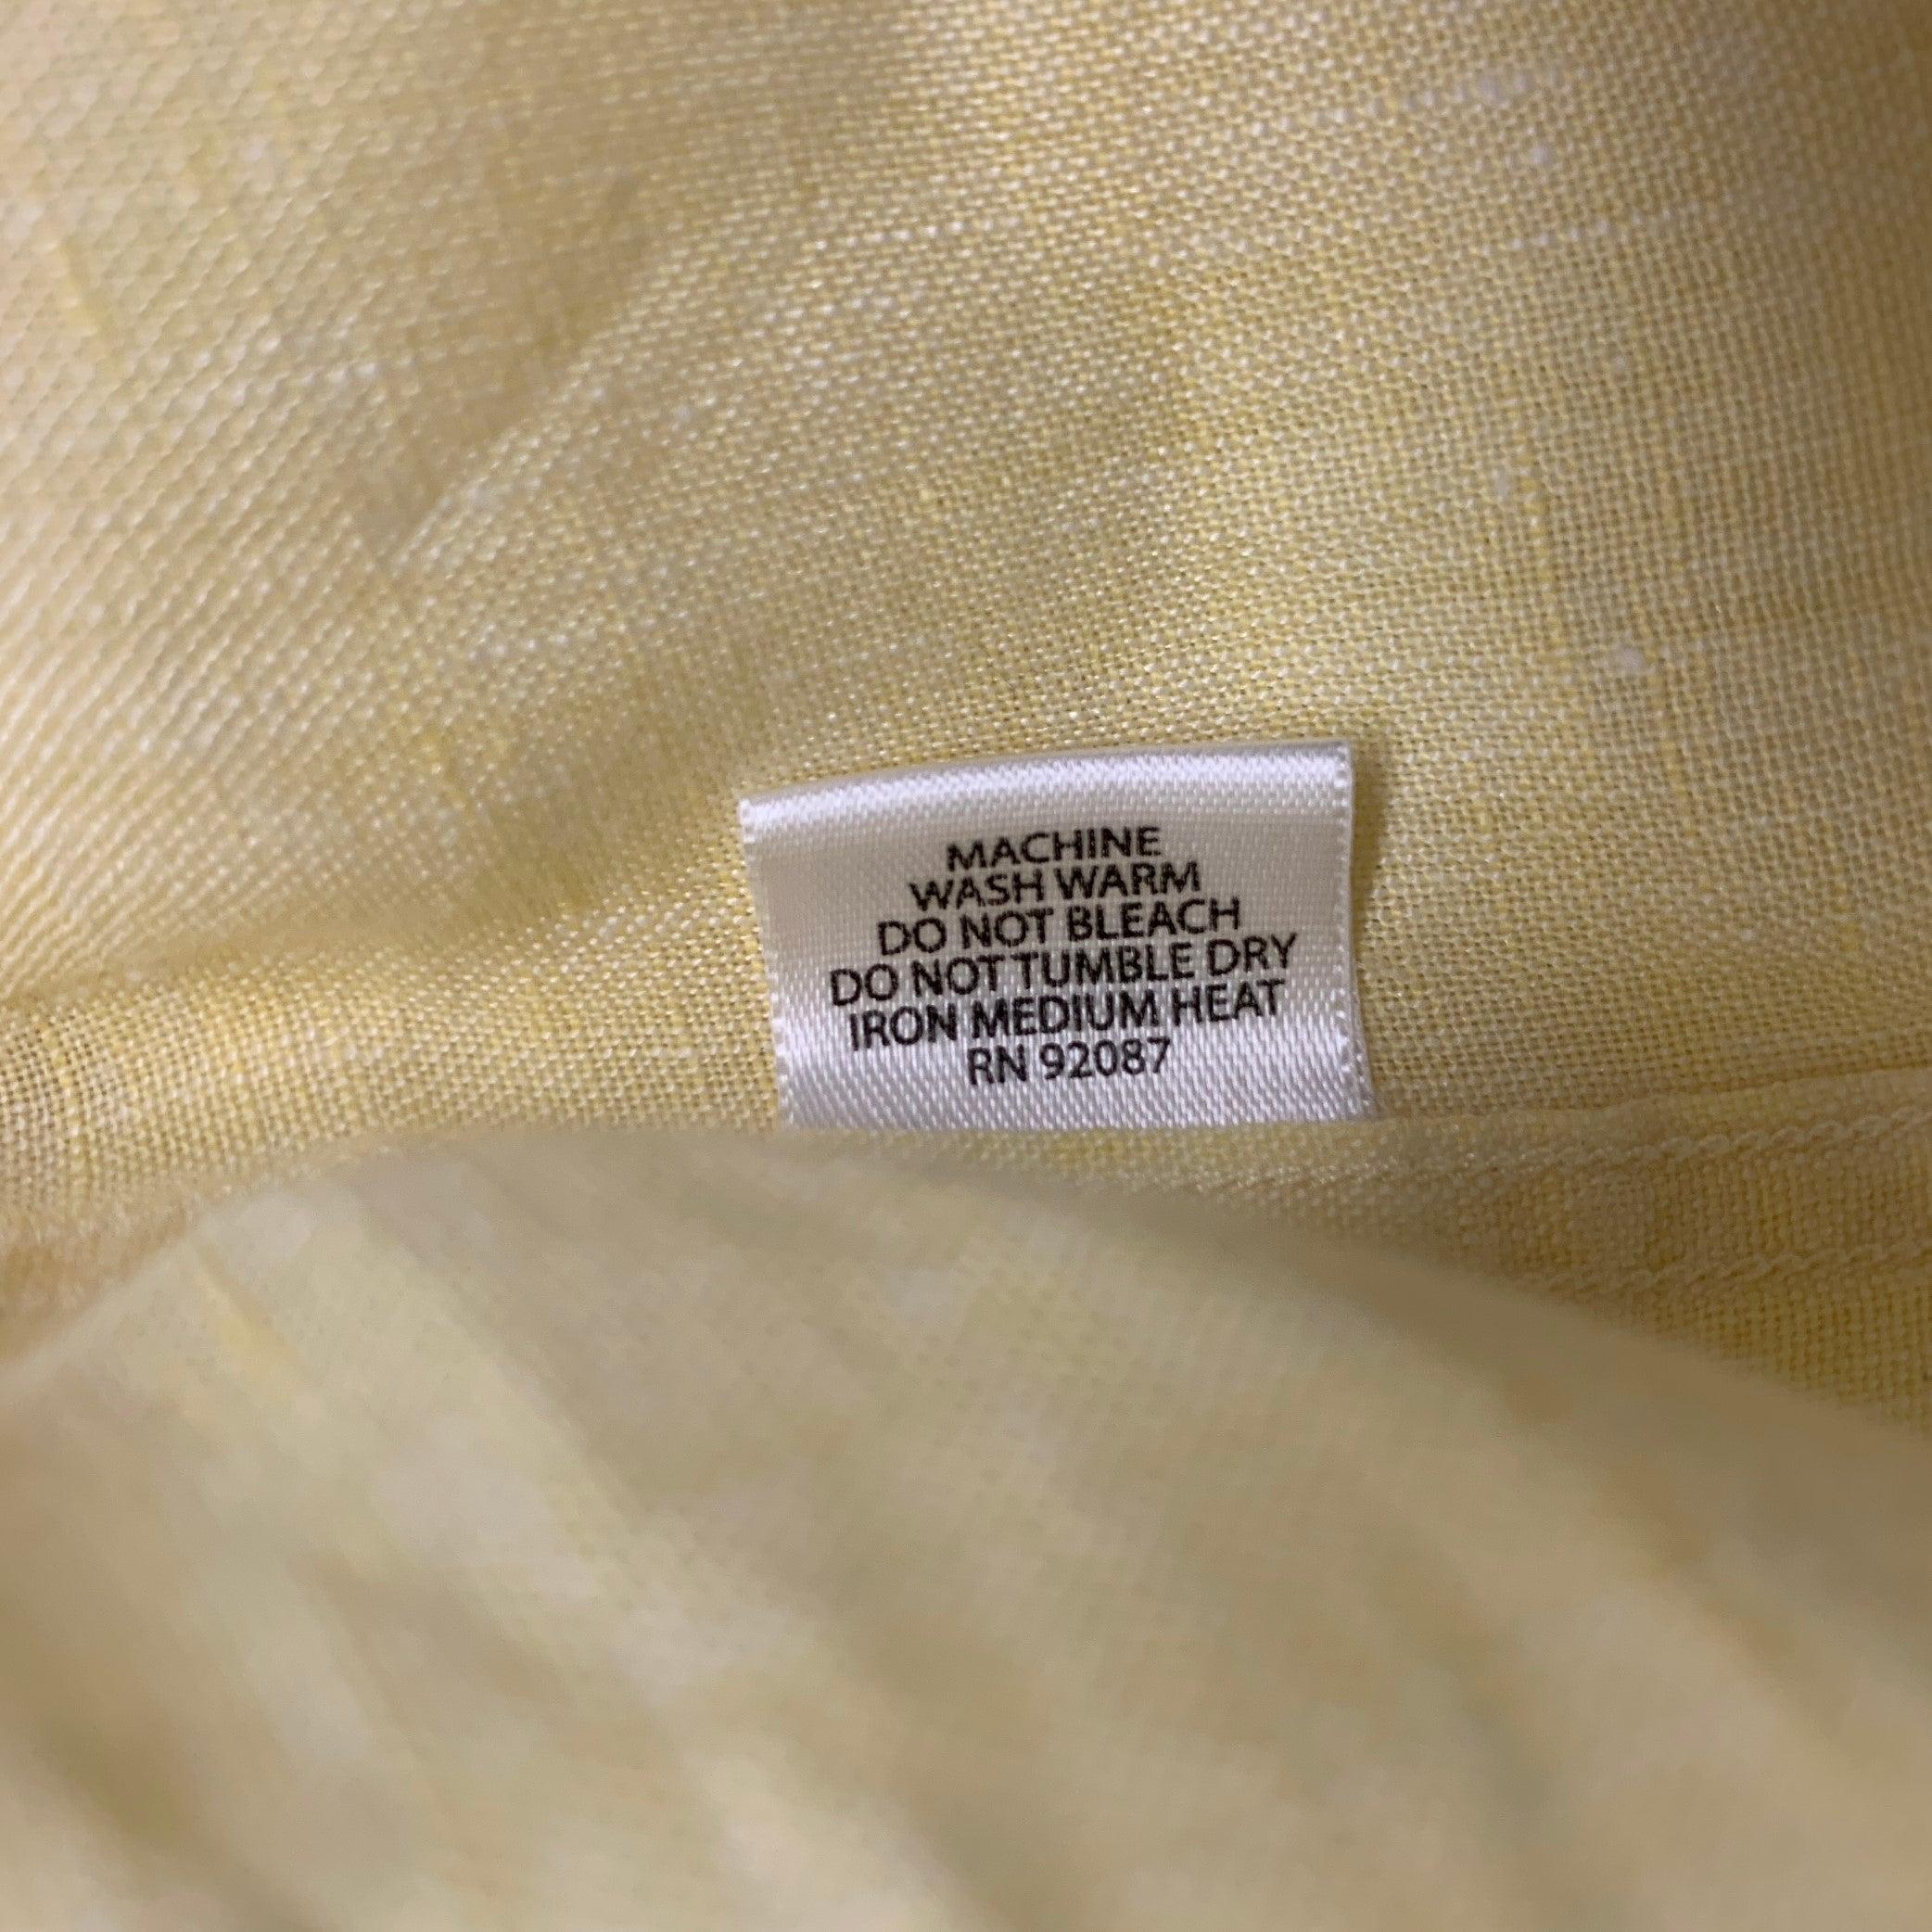 MACHINE
WASH WARM
DO NOT BLEACH
DO NOT TUMBLE DRY
IRON MEDIUM HEAT
RN 92087